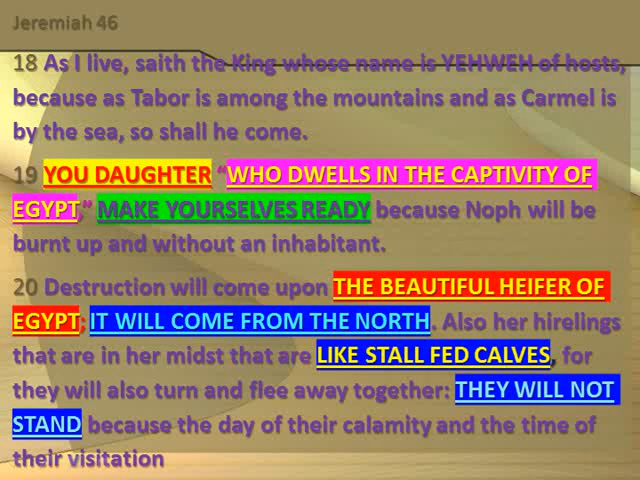 Jeremiah 46
18 As I live, saith the King whose name is YEHWEH of hosts,
because as Tabor is among the mountains and as Carmel is
by the sea, so shall he come.
19 YOU DAUGHTER “WHO DWELLS IN THE CAPTIVITY OF
EGYPT,” MAKE YOURSELVES READY because Noph will be
burnt up and without an inhabitant.
20 Destruction will come upon THE BEAUTIFUL HEIFER OF
EGYPT; IT WILL COME FROM THE NORTH. Also her hirelings
that are in her midst that are LIKE STALL FED CALVES, for
they will also turn and flee away together: THEY WILL NOT
STAND because the day of their calamity and the time of
their visitation